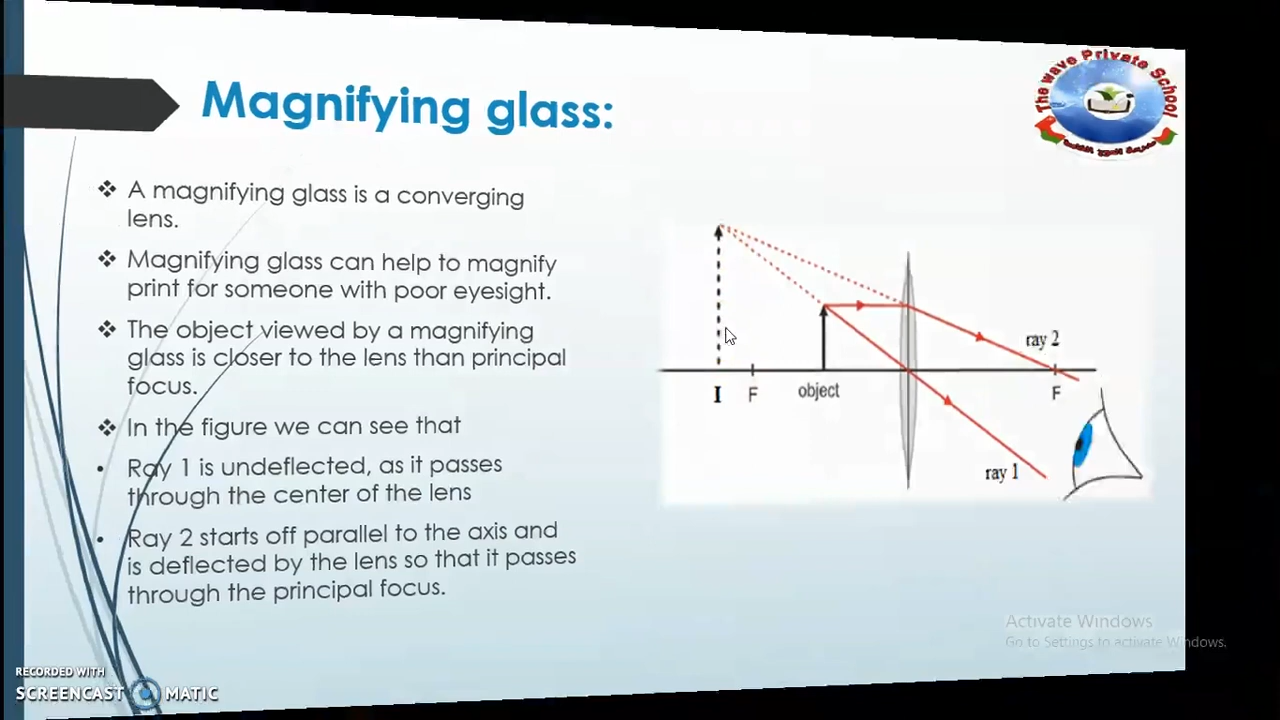 Magnifying glass:
The wave Private School
❖ A magnifying glass is a converging
lens.
❖ Magnifying glass can help to magnify
print for someone with poor eyesight.
❖ The object viewed by a magnifying
glass is closer to the lens than principal
focus.
❖ In the figure we can see that
• Ray 1 is undeflected, as it passes
through the center of the lens
• Ray 2 starts off parallel to the axis and
is deflected by the lens so that it passes
through the principal focus.
ray 2
I F object F
ray 1
Activate Windows
Go to Settings to activate Windows.
RECORDED WITH
SCREENCAST MATIC